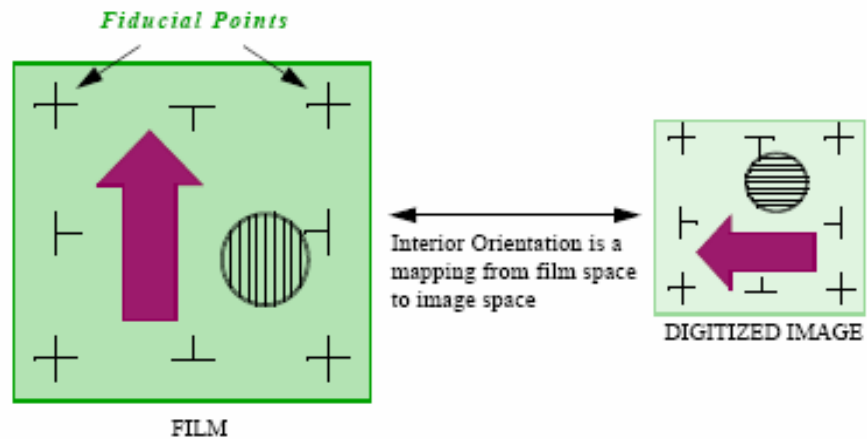 Fiducial Points
Interior Orientation is a
mapping from film space
to image space
DIGITIZED IMAGE
FILM